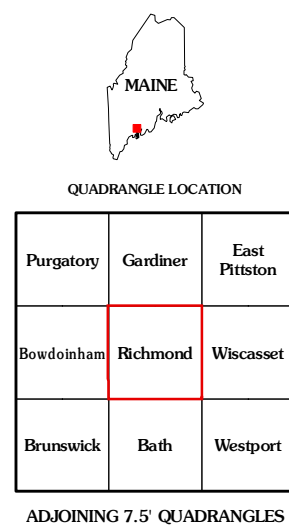 MAINE
QUADRANGLE LOCATION
Purgatory Gardiner East Pittston
Bowdoinham Richmond Wiscasset
Brunswick Bath Westport
ADJOINING 7.5' QUADRANGLES